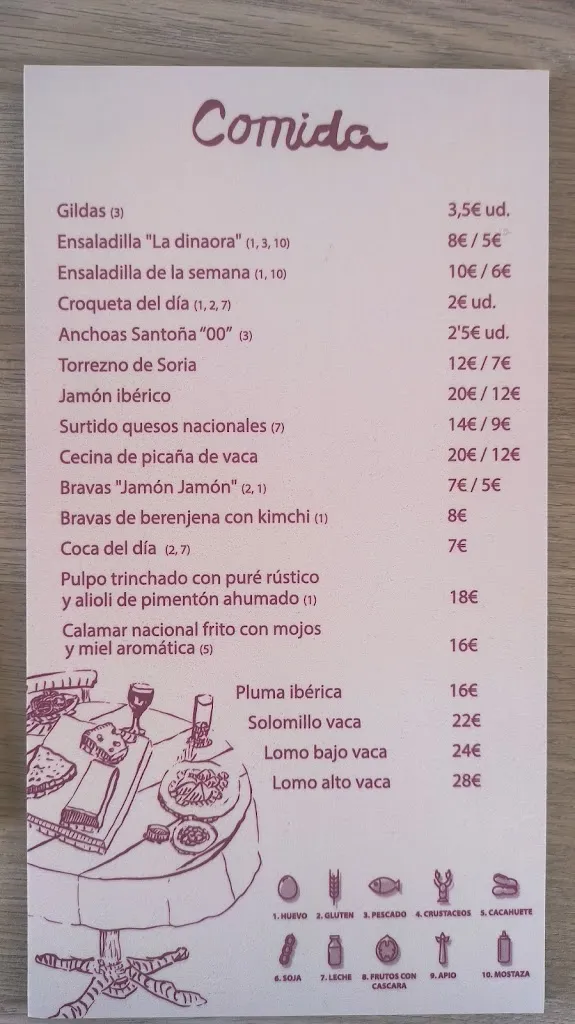 Comida
Gildas (3) 3,5€ ud.
Ensaladilla "La dinaora" (1, 3, 10) 8€ / 5€
Ensaladilla de la semana (1, 10) 10€ / 6€
Croqueta del día (1, 2, 7) 2€ ud.
Anchoas Santoña “00” (3) 2'5€ ud.
Torrezno de Soria 12€ / 7€
Jamón ibérico 20€ / 12€
Surtido quesos nacionales (7) 14€ / 9€
Cecina de picaña de vaca 20€ / 12€
Bravas "Jamón Jamón" (2, 1) 7€ / 5€
Bravas de berenjena con kimchi (1) 8€
Coca del día (2, 7) 7€
Pulpo trinchado con puré rústico
y alioli de pimentón ahumado (1) 18€
Calamar nacional frito con mojos
y miel aromática (5) 16€
Pluma ibérica 16€
Solomillo vaca 22€
Lomo bajo vaca 24€
Lomo alto vaca 28€
1. HUEVO 2. GLUTEN 3. PESCADO 4. CRUSTACEOS 5. CACAHUETE
6. SOJA 7. LECHE 8. FRUTOS CON 9. APIO 10. MOSTAZA
CASCARA